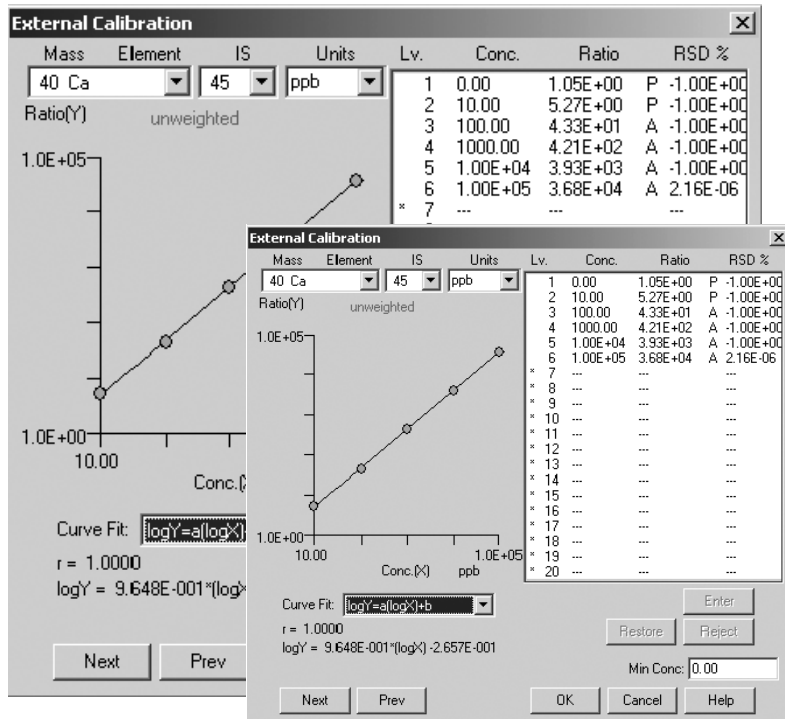 External Calibration
Mass Element IS Units Lv. Conc. Ratio RSD %
40 Ca 45 ppb
1 0.00 1.05E+00 P -1.00E+00
2 10.00 5.27E+00 P -1.00E+00
3 100.00 4.33E+01 A -1.00E+00
4 1000.00 4.21E+02 A -1.00E+00
5 1.00E+04 3.93E+03 A -1.00E+00
6 1.00E+05 3.68E+04 A 2.16E-06
* 7 --- --- ---
Ratio(Y) unweighted
1.0E+05
1.0E+00
10.00
Conc.(
Curve Fit: logY=a(logX)
r = 1.0000
logY = 9.648E-001*(log
Next Prev
External Calibration
Mass Element IS Units Lv. Conc. Ratio RSD %
40 Ca 45 ppb
1 0.00 1.05E+00 P -1.00E+00
2 10.00 5.27E+00 P -1.00E+00
3 100.00 4.33E+01 A -1.00E+00
4 1000.00 4.21E+02 A -1.00E+00
5 1.00E+04 3.93E+03 A -1.00E+00
6 1.00E+05 3.68E+04 A 2.16E-06
* 7 --- --- ---
* 8 --- --- ---
* 9 --- --- ---
* 10 --- --- ---
* 11 --- --- ---
* 12 --- --- ---
* 13 --- --- ---
* 14 --- --- ---
* 15 --- --- ---
* 16 --- --- ---
* 17 --- --- ---
* 18 --- --- ---
* 19 --- --- ---
* 20 --- --- ---
Ratio(Y) unweighted
1.0E+05
1.0E+00
10.00 1.0E+05
Conc.(X) ppb
Curve Fit: logY=a(logX)+b
r = 1.0000
logY = 9.648E-001*(logX) -2.657E-001
Enter
Restore Reject
Min Conc: 0.00
Next Prev OK Cancel Help